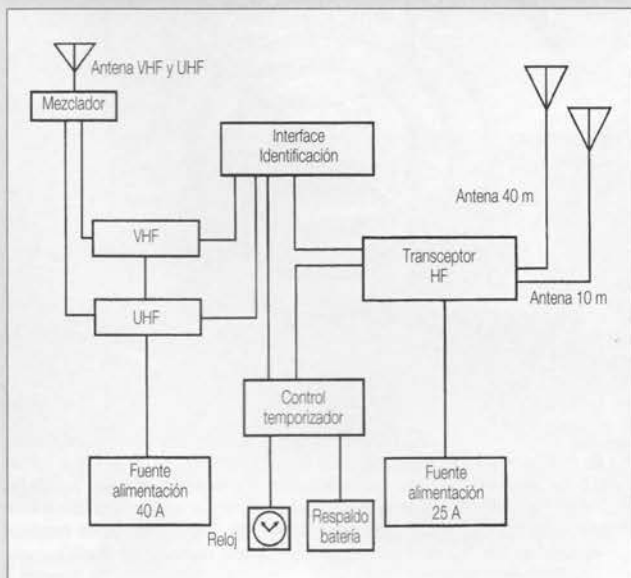 Antena VHF y UHF
Mezclador
Interface
Identificación
Antena 40 m
VHF
Transceptor
HF
UHF
Antena 10 m
Control
temporizador
Fuente
alimentación
40 A
Reloj
Respaldo
batería
Fuente
alimentación
25 A